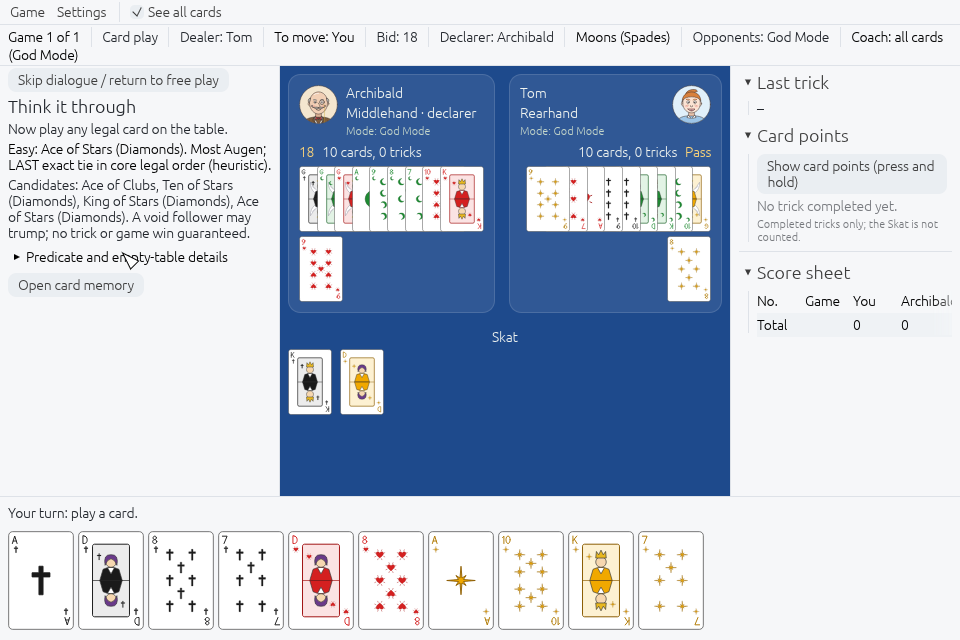 Game Settings ✓ See all cards
Game 1 of 1 (God Mode)
Card play
Dealer: Tom
To move: You
Bid: 18
Declarer: Archibald
Moons (Spades)
Opponents: God Mode
Coach: all cards
Skip dialogue / return to free play
Think it through
Now play any legal card on the table.
Easy: Ace of Stars (Diamonds). Most Augen;
LAST exact tie in core legal order (heuristic).
Candidates: Ace of Clubs, Ten of Stars
(Diamonds), King of Stars (Diamonds), Ace
of Stars (Diamonds). A void follower may
trump; no trick or game win guaranteed.
Predicate and empty-table details
Open card memory
Archibald
Middlehand · declarer
Mode: God Mode
18 10 cards, 0 tricks
Tom
Rearhand
Mode: God Mode
10 cards, 0 tricks Pass
Skat
Last trick
–
Card points
Show card points (press and
hold)
No trick completed yet.
Completed tricks only; the Skat is not
counted.
Score sheet
No. Game You Archibald
Total 0 0
Your turn: play a card.
A D 8 7 D 8 A 10 K 7